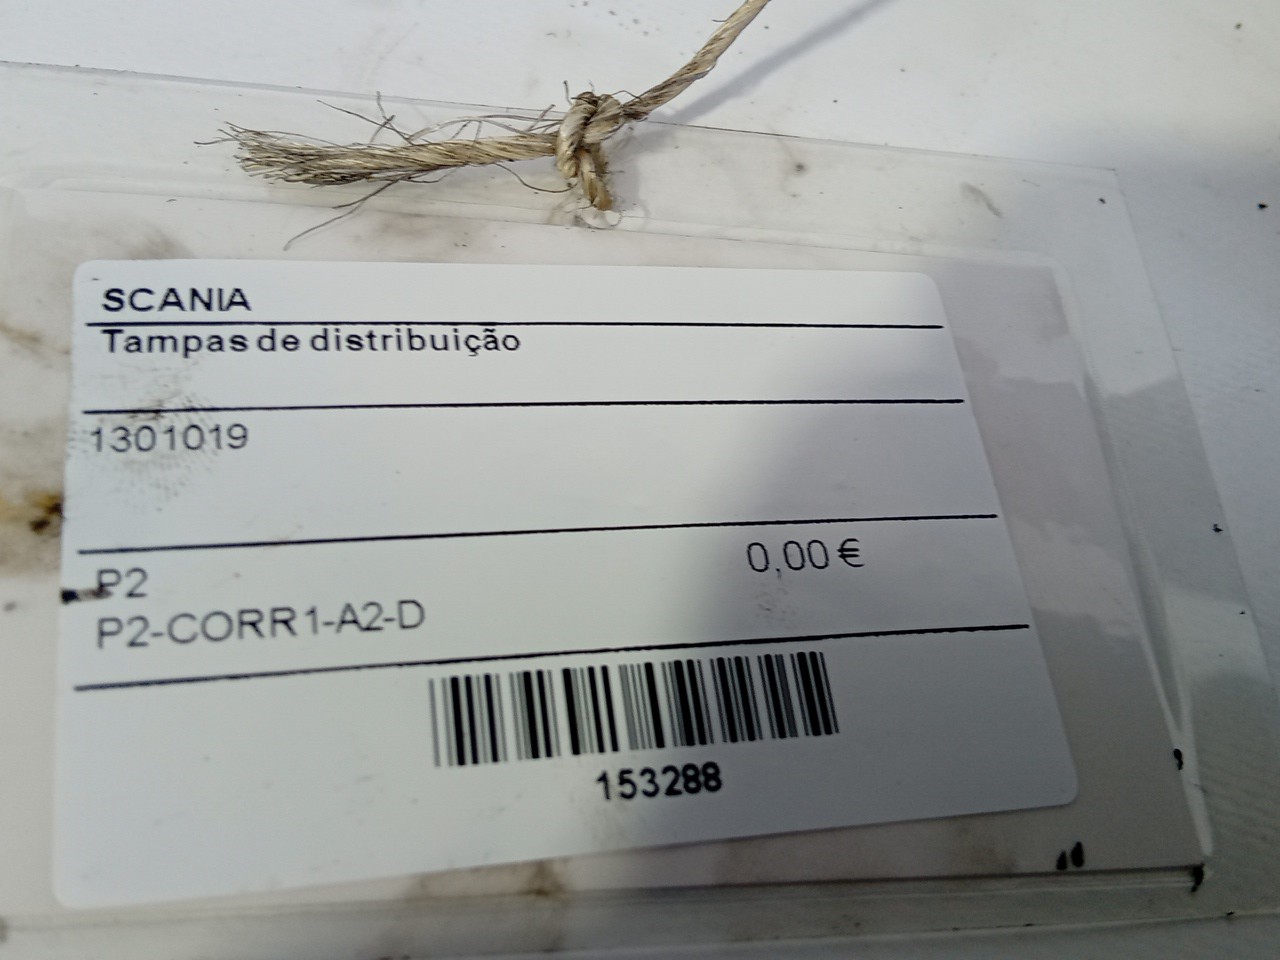 SCANIA
Tampas de distribuição
1301019
P2
0,00 €
P2-CORR1-A2-D
153288